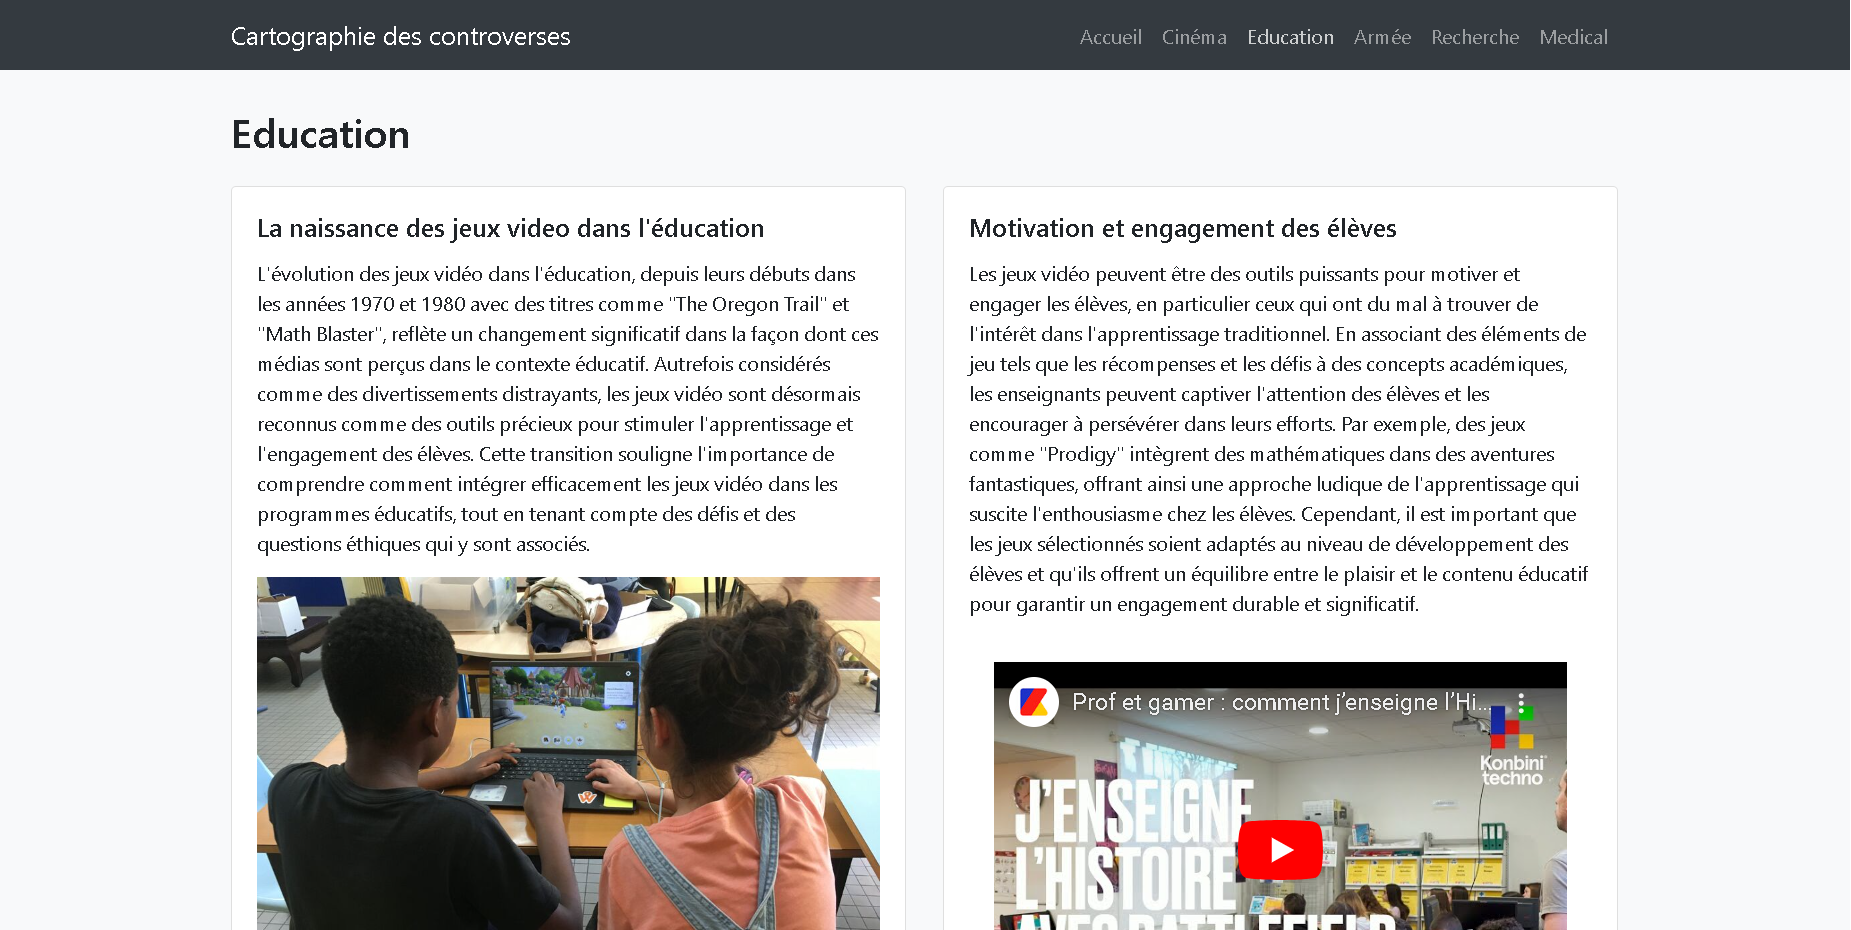 Cartographie des controverses
Accueil Cinéma Education Armée Recherche Medical
Education
La naissance des jeux video dans l'éducation
L'évolution des jeux vidéo dans l'éducation, depuis leurs débuts dans
les années 1970 et 1980 avec des titres comme "The Oregon Trail" et
"Math Blaster", reflète un changement significatif dans la façon dont ces
médias sont perçus dans le contexte éducatif. Autrefois considérés
comme des divertissements distrayants, les jeux vidéo sont désormais
reconnus comme des outils précieux pour stimuler l'apprentissage et
l'engagement des élèves. Cette transition souligne l'importance de
comprendre comment intégrer efficacement les jeux vidéo dans les
programmes éducatifs, tout en tenant compte des défis et des
questions éthiques qui y sont associés.
Motivation et engagement des élèves
Les jeux vidéo peuvent être des outils puissants pour motiver et
engager les élèves, en particulier ceux qui ont du mal à trouver de
l'intérêt dans l'apprentissage traditionnel. En associant des éléments de
jeu tels que les récompenses et les défis à des concepts académiques,
les enseignants peuvent captiver l'attention des élèves et les
encourager à persévérer dans leurs efforts. Par exemple, des jeux
comme "Prodigy" intègrent des mathématiques dans des aventures
fantastiques, offrant ainsi une approche ludique de l'apprentissage qui
suscite l'enthousiasme chez les élèves. Cependant, il est important que
les jeux sélectionnés soient adaptés au niveau de développement des
élèves et qu'ils offrent un équilibre entre le plaisir et le contenu éducatif
pour garantir un engagement durable et significatif.
Prof et gamer : comment j'enseigne l'Hi...
Konbini
techno
J'ENSEIGNE
L'HISTOIRE
AVEC BATTLEFIELD